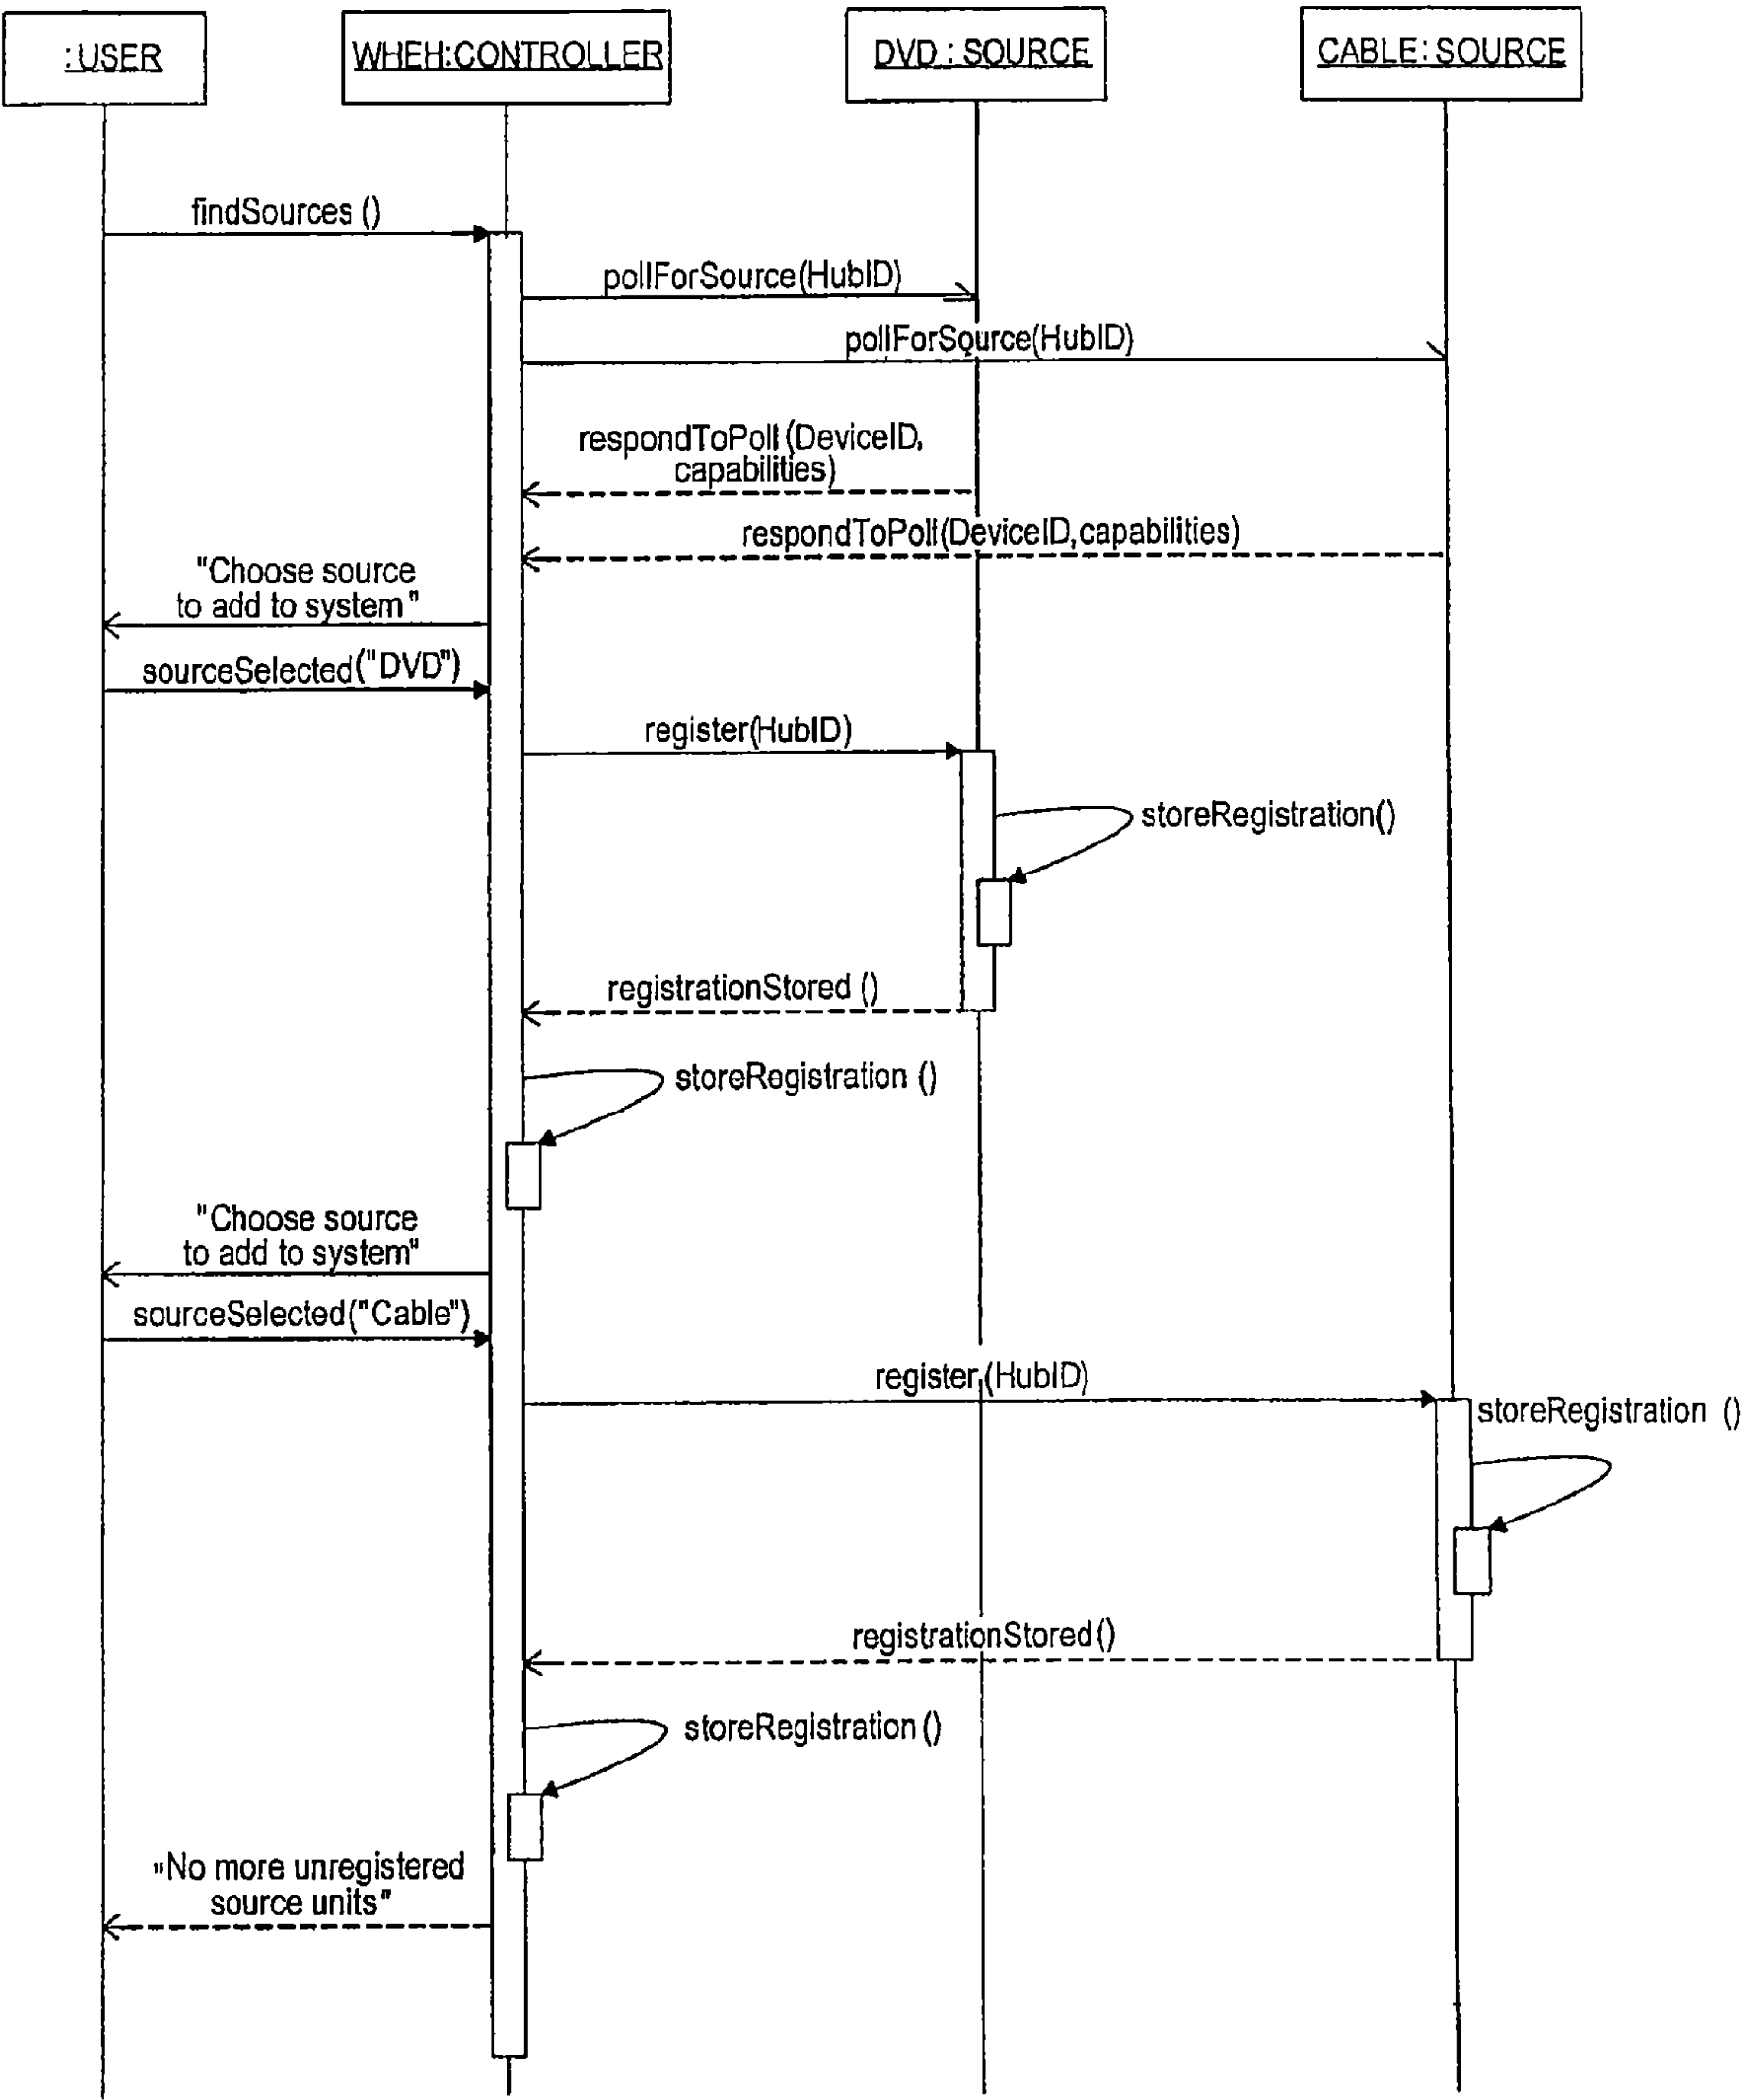 :USER
WHEH:CONTROLLER
DVD : SOURCE
CABLE: SOURCE
findSources ()
pollForSource(HubID)
pollForSource(HubID)
respondToPoll (DeviceID,
capabilities)
respondToPoll(DeviceID,capabilities)
"Choose source
to add to system"
sourceSelected("DVD")
register(HubID)
storeRegistration()
registrationStored ()
storeRegistration ()
"Choose source
to add to system"
sourceSelected("Cable")
register (HubID)
storeRegistration ()
registrationStored()
storeRegistration ()
"No more unregistered
source units"